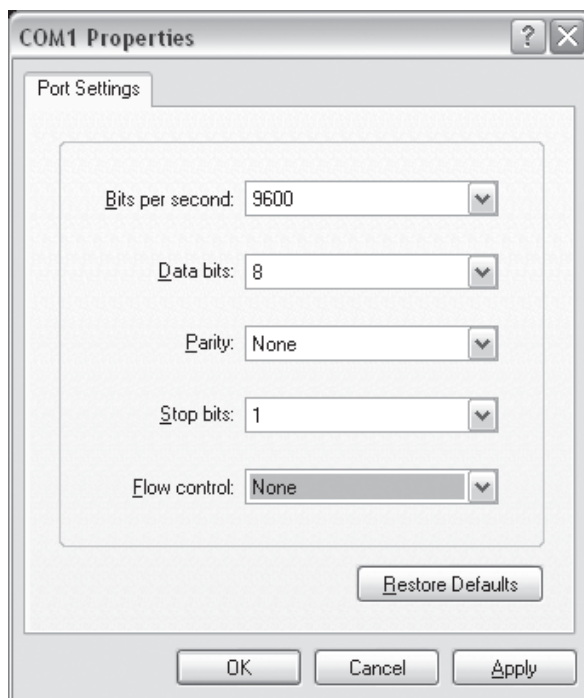 COM1 Properties
Port Settings
Bits per second: 9600
Data bits: 8
Parity: None
Stop bits: 1
Flow control: None
Restore Defaults
OK Cancel Apply